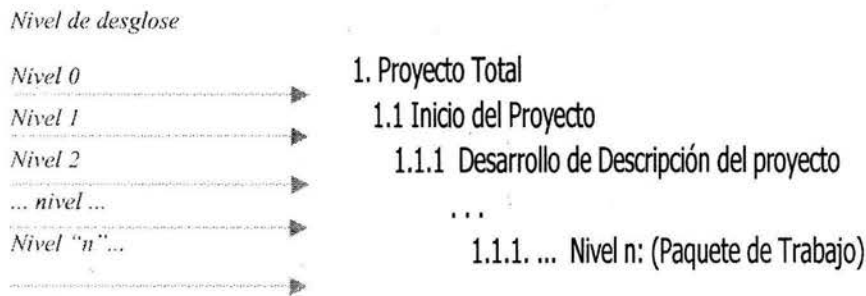 Nivel de desglose
Nivel 0
1. Proyecto Total
Nivel 1
1.1 Inicio del Proyecto
Nivel 2
1.1.1 Desarrollo de Descripción del proyecto
... nivel ...
...
Nivel "n"...
1.1.1. ... Nivel n: (Paquete de Trabajo)